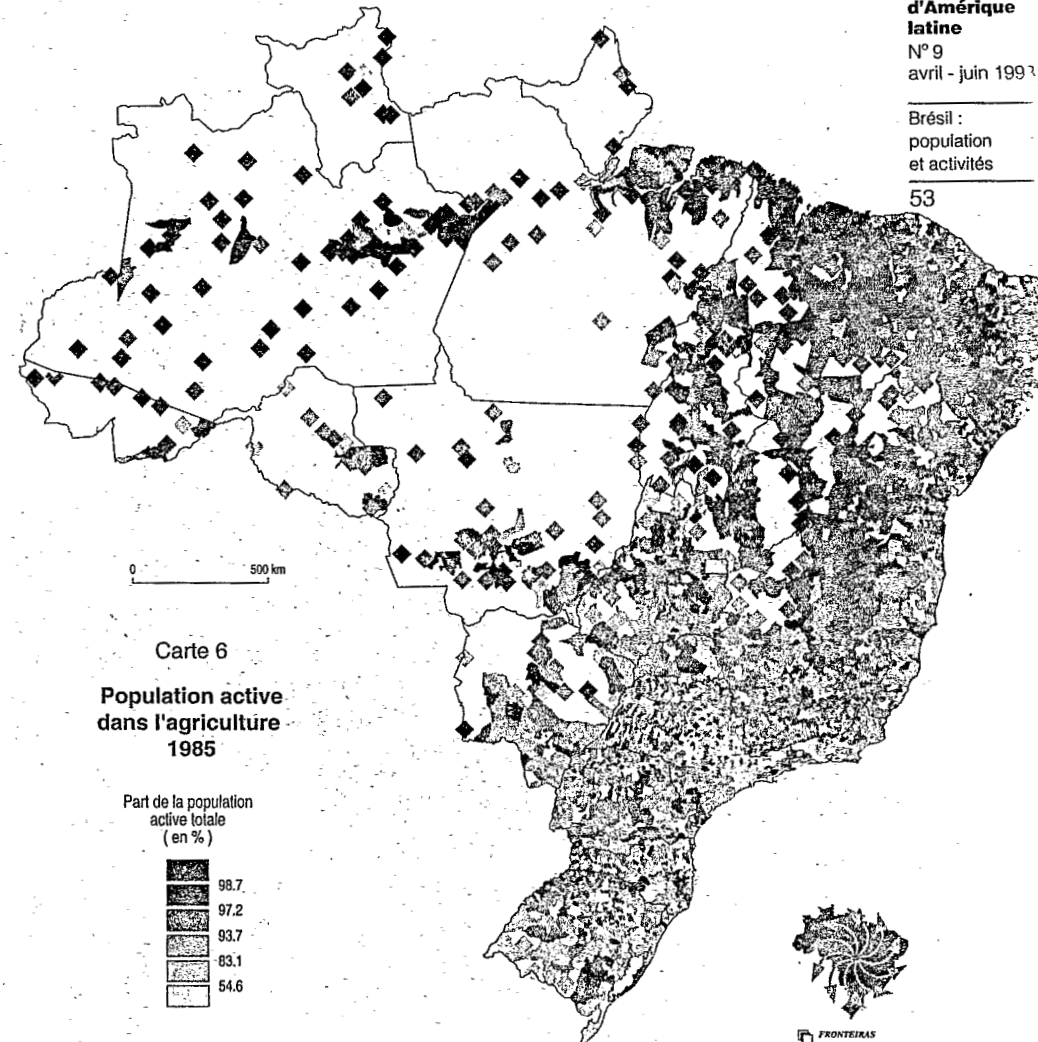 d'Amérique
latine
N° 9
avril - juin 199
Brésil :
population
et activités
53
0 500 km
Carte 6
Population active
dans l'agriculture
1985
Part de la population
active totale
( en % )
98.7
97.2
93.7
83.1
54.6
FRONTEIRAS